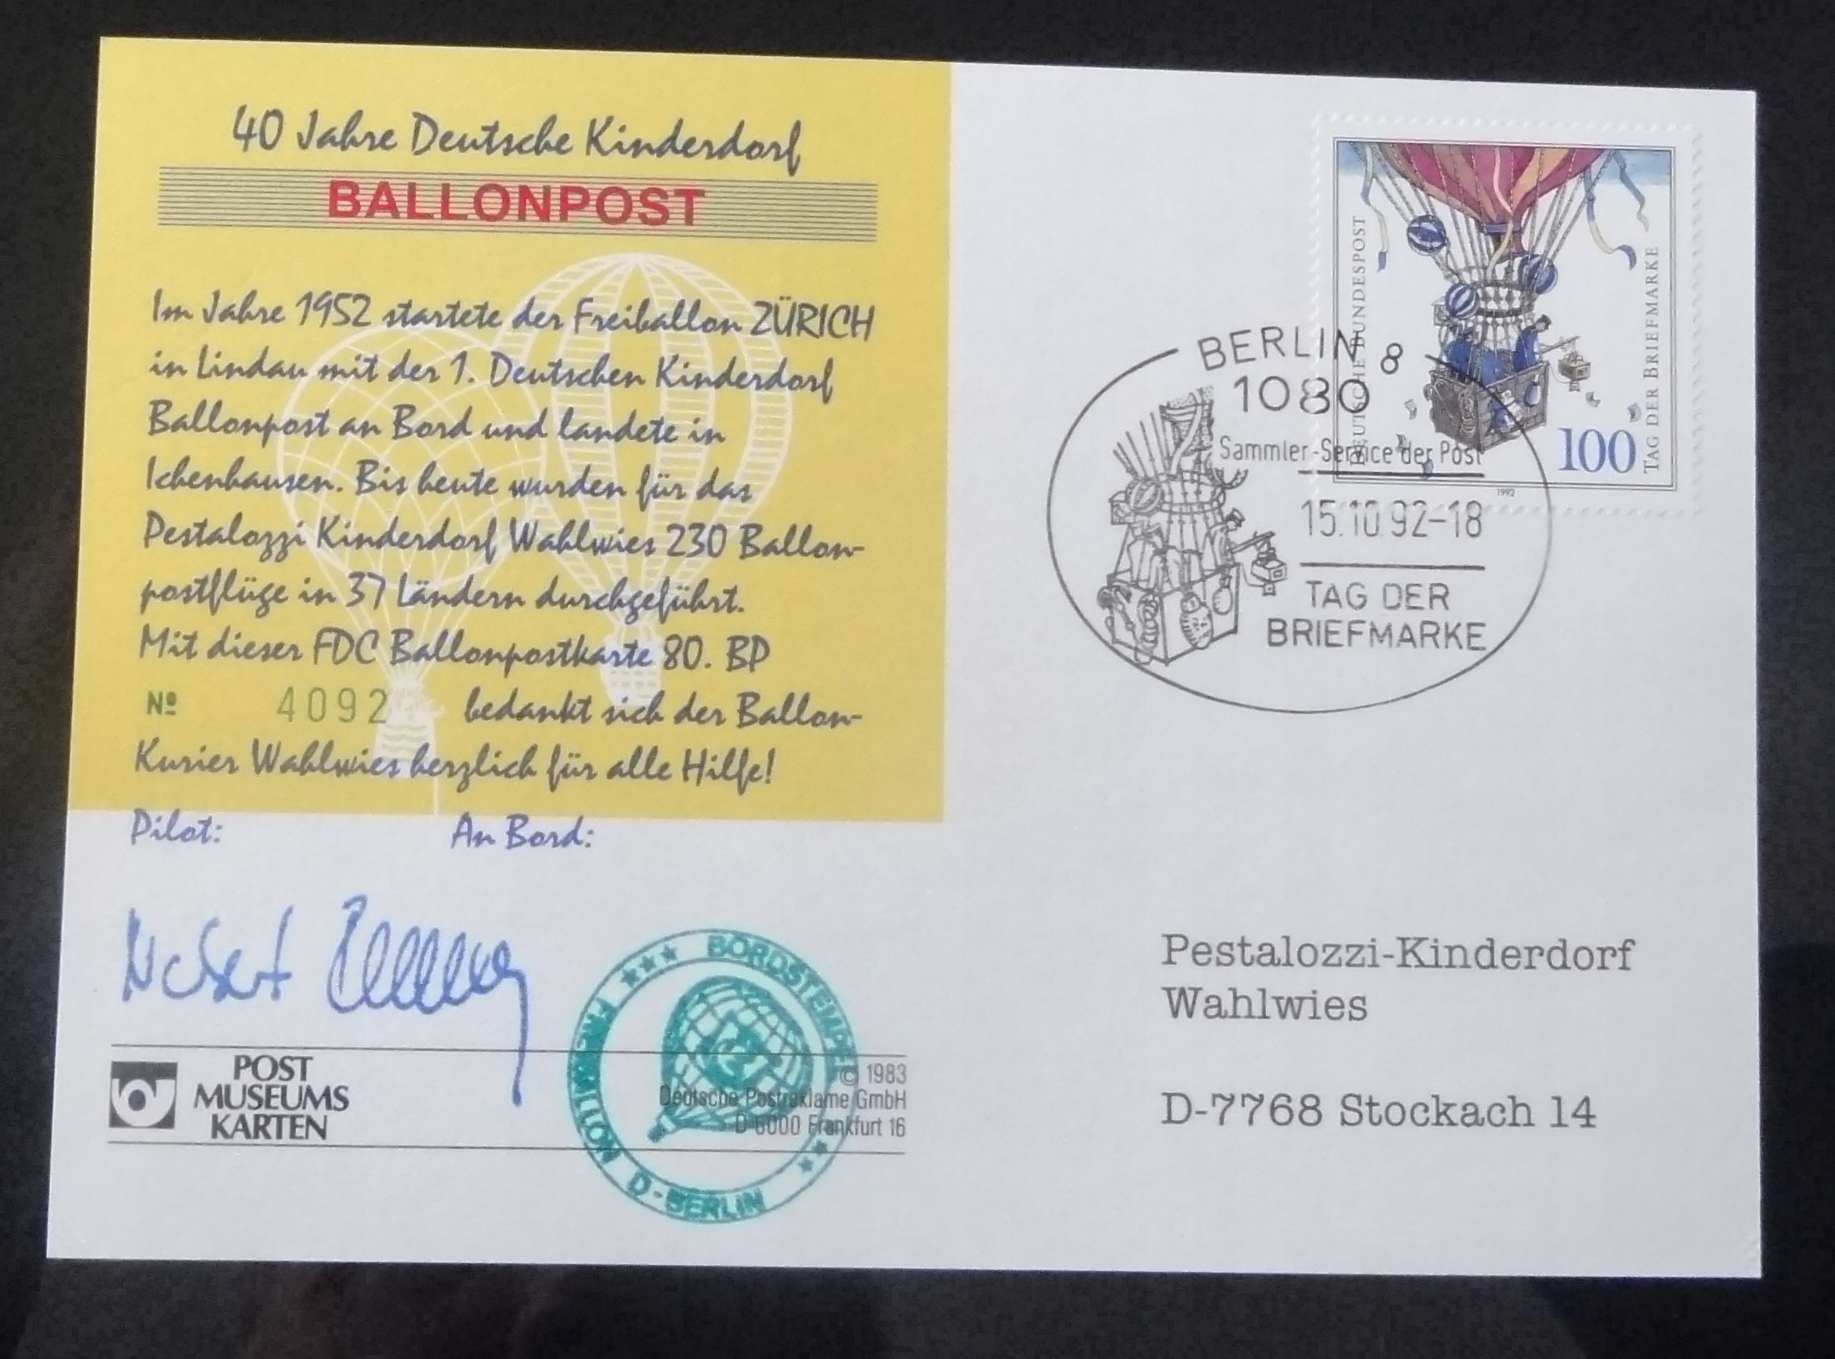 40 Jahre Deutsche Kinderdorf
BALLONPOST
Im Jahre 1952 startete der Freiballon ZÜRICH
in Lindau mit der 1. Deutschen Kinderdorf
Ballonpost an Bord und landete in
Ichenhausen. Bis heute wurden für das
Pestalozzi Kinderdorf Wahlwies 230 Ballon-
postflüge in 37 Ländern durchgeführt.
Mit dieser FDC Ballonpostkarte 80. BP
№ 4092 bedankt sich der Ballon-
Kurier Wahlwies herzlich für alle Hilfe!
Pilot: An Bord:
POST
MUSEUMS
KARTEN
© 1983
Deutsche Postreklame GmbH
D-6000 Frankfurt 16
BORDSTEMPEL
FREIBALLON D-BERLIN
DEUTSCHE BUNDESPOST
TAG DER BRIEFMARKE
100
1992
BERLIN 8
1080
Sammler-Service der Post
15.10.92-18
TAG DER
BRIEFMARKE
Pestalozzi-Kinderdorf
Wahlwies
D-7768 Stockach 14